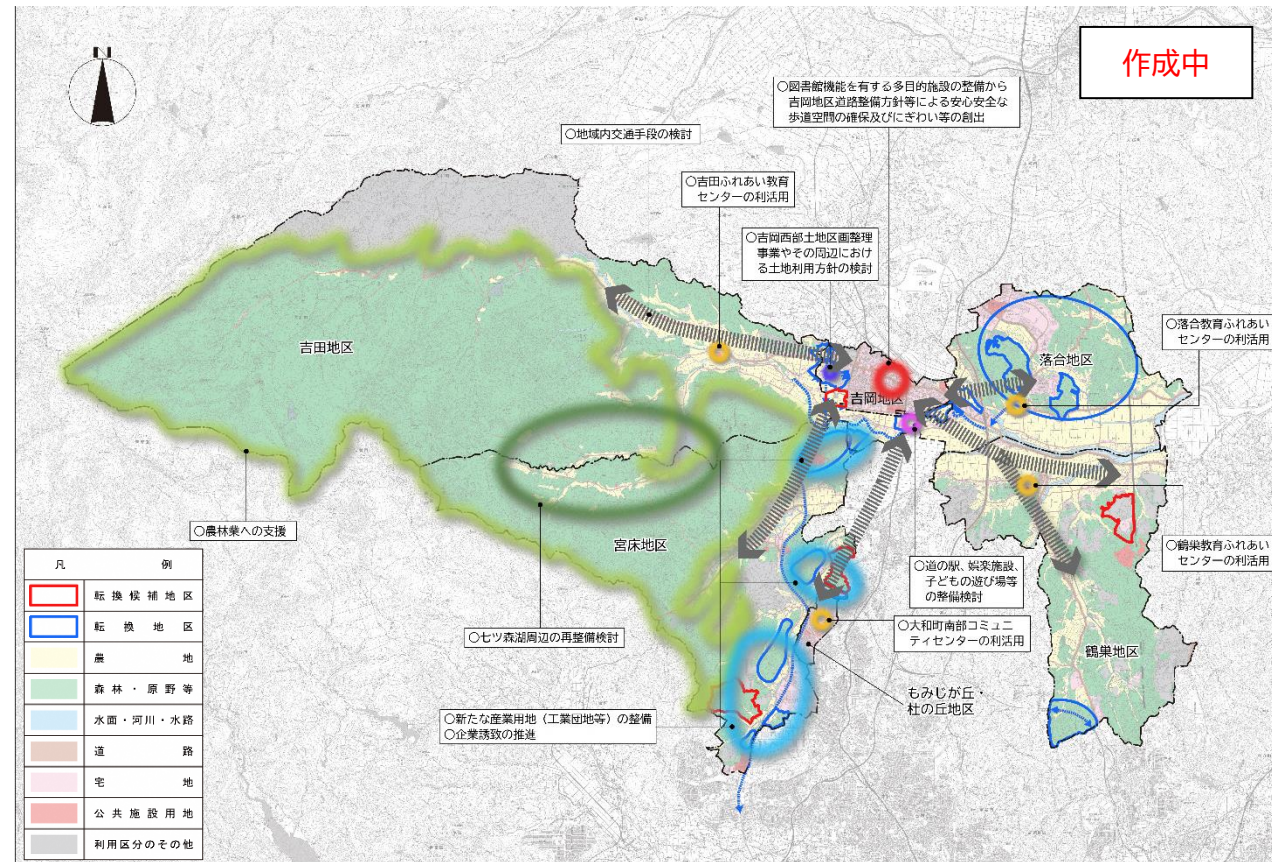 作成中
N
○図書館機能を有する多目的施設の整備から
吉岡地区道路整備方針等による安心安全な
歩道空間の確保及びにぎわい等の創出
○地域内交通手段の検討
○吉田ふれあい教育
センターの利活用
○吉岡西部土地区画整理
事業やその周辺におけ
る土地利用方針の検討
○落合教育ふれあい
センターの利活用
吉田地区
落合地区
吉岡地区
○農林業への支援
宮床地区
○鶴巣教育ふれあい
センターの利活用
○道の駅、娯楽施設、
子どもの遊び場等
の整備検討
○七ツ森湖周辺の再整備検討
○大和町南部コミュニ
ティセンターの利活用
鶴巣地区
もみじが丘・
杜の丘地区
○新たな産業用地（工業団地等）の整備
○企業誘致の推進
凡例
転換候補地区
転換地区
農地
森林・原野等
水面・河川・水路
道路
宅地
公共施設用地
利用区分のその他